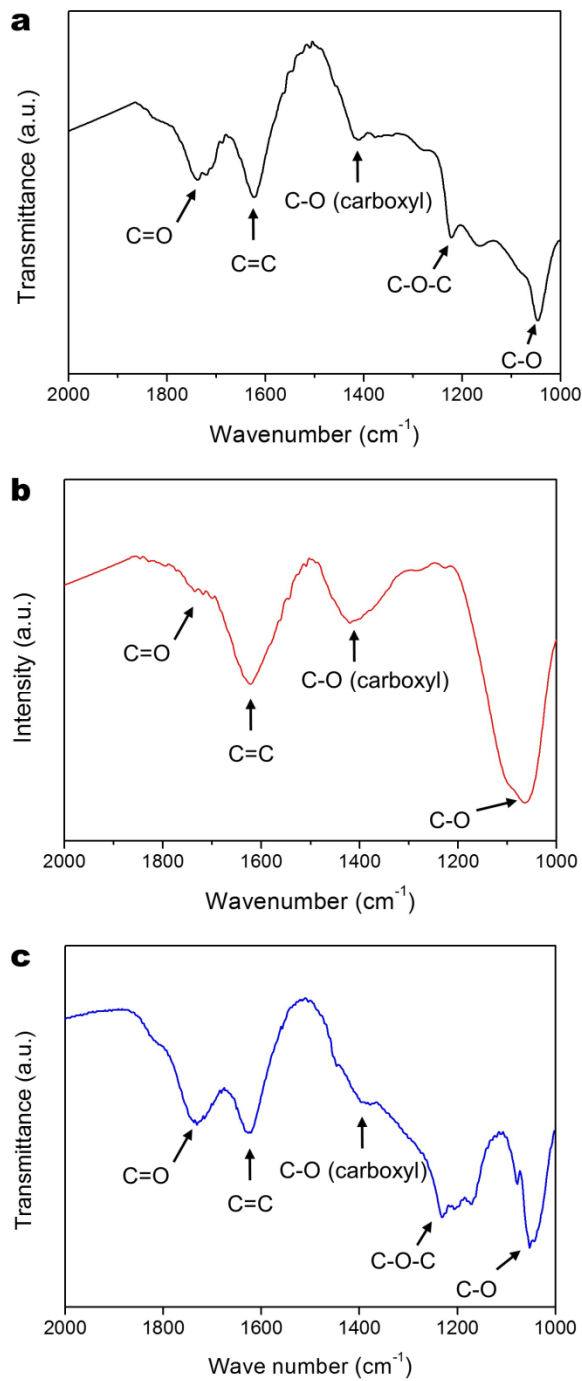 a
Transmittance (a.u.)
C=O
C=C
C-O (carboxyl)
C-O-C
C-O
2000 1800 1600 1400 1200 1000
Wavenumber (cm⁻¹)
b
Intensity (a.u.)
C=O
C=C
C-O (carboxyl)
C-O
2000 1800 1600 1400 1200 1000
Wavenumber (cm⁻¹)
c
Transmittance (a.u.)
C=O
C=C
C-O (carboxyl)
C-O-C
C-O
2000 1800 1600 1400 1200 1000
Wave number (cm⁻¹)